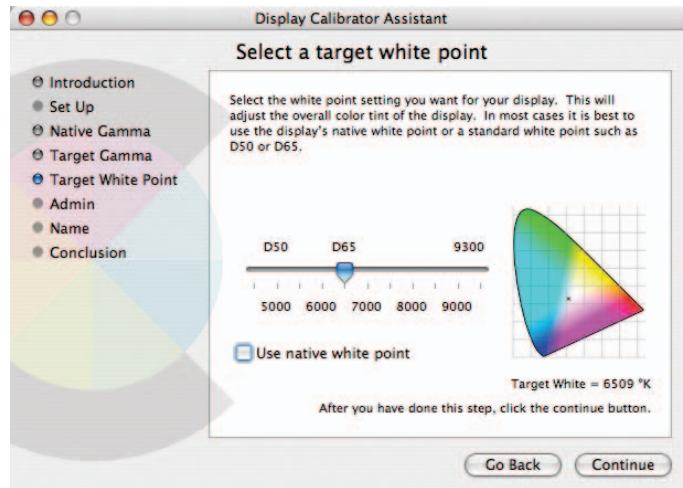 Display Calibrator Assistant
Select a target white point
Introduction
Set Up
Native Gamma
Target Gamma
Target White Point
Admin
Name
Conclusion
Select the white point setting you want for your display. This will
adjust the overall color tint of the display. In most cases it is best to
use the display's native white point or a standard white point such as
D50 or D65.
D50 D65 9300
5000 6000 7000 8000 9000
Use native white point
Target White = 6509 °K
After you have done this step, click the continue button.
Go Back Continue